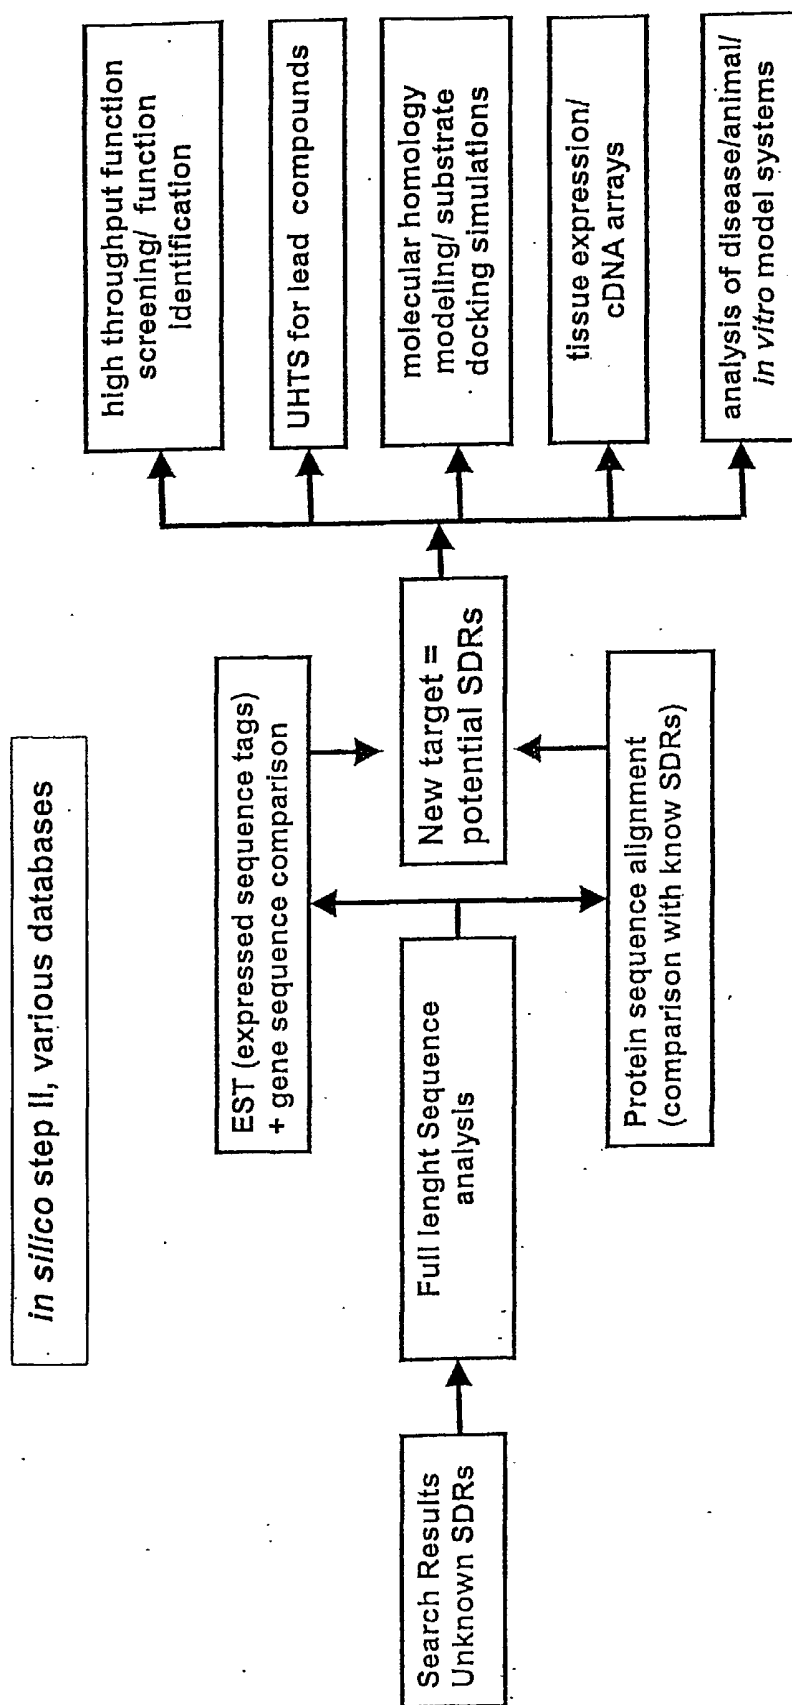 in silico step II, various databases
Search Results
Unknown SDRs
Full lenght Sequence
analysis
EST (expressed sequence tags)
+ gene sequence comparison
Protein sequence alignment
(comparison with know SDRs)
New target =
potential SDRs
high throughput function
screening/ function
identification
UHTS for lead compounds
molecular homology
modeling/ substrate
docking simulations
tissue expression/
cDNA arrays
analysis of disease/animal/
in vitro model systems